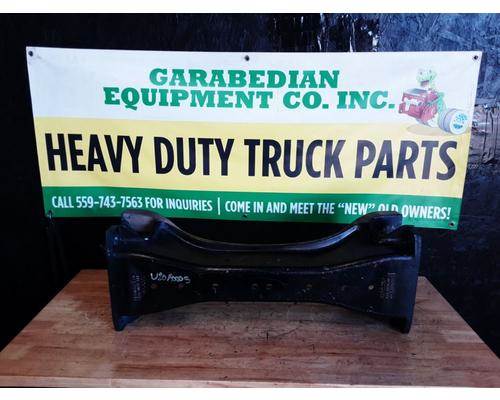 GARABEDIAN
EQUIPMENT CO. INC.
HEAVY DUTY TRUCK PARTS
CALL 559-743-7563 FOR INQUIRIES | COME IN AND MEET THE "NEW" OLD OWNERS!